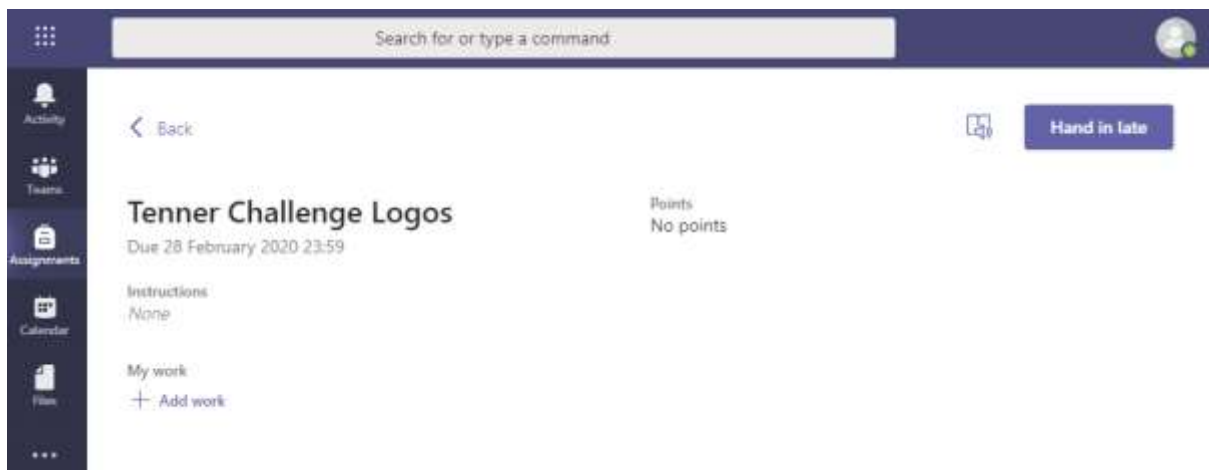 Search for or type a command
Activity
Back
Hand in late
Teams
Tenner Challenge Logos
Points
No points
Due 28 February 2020 23:59
Assignments
Instructions
None
Calendar
My work
Add work
Files